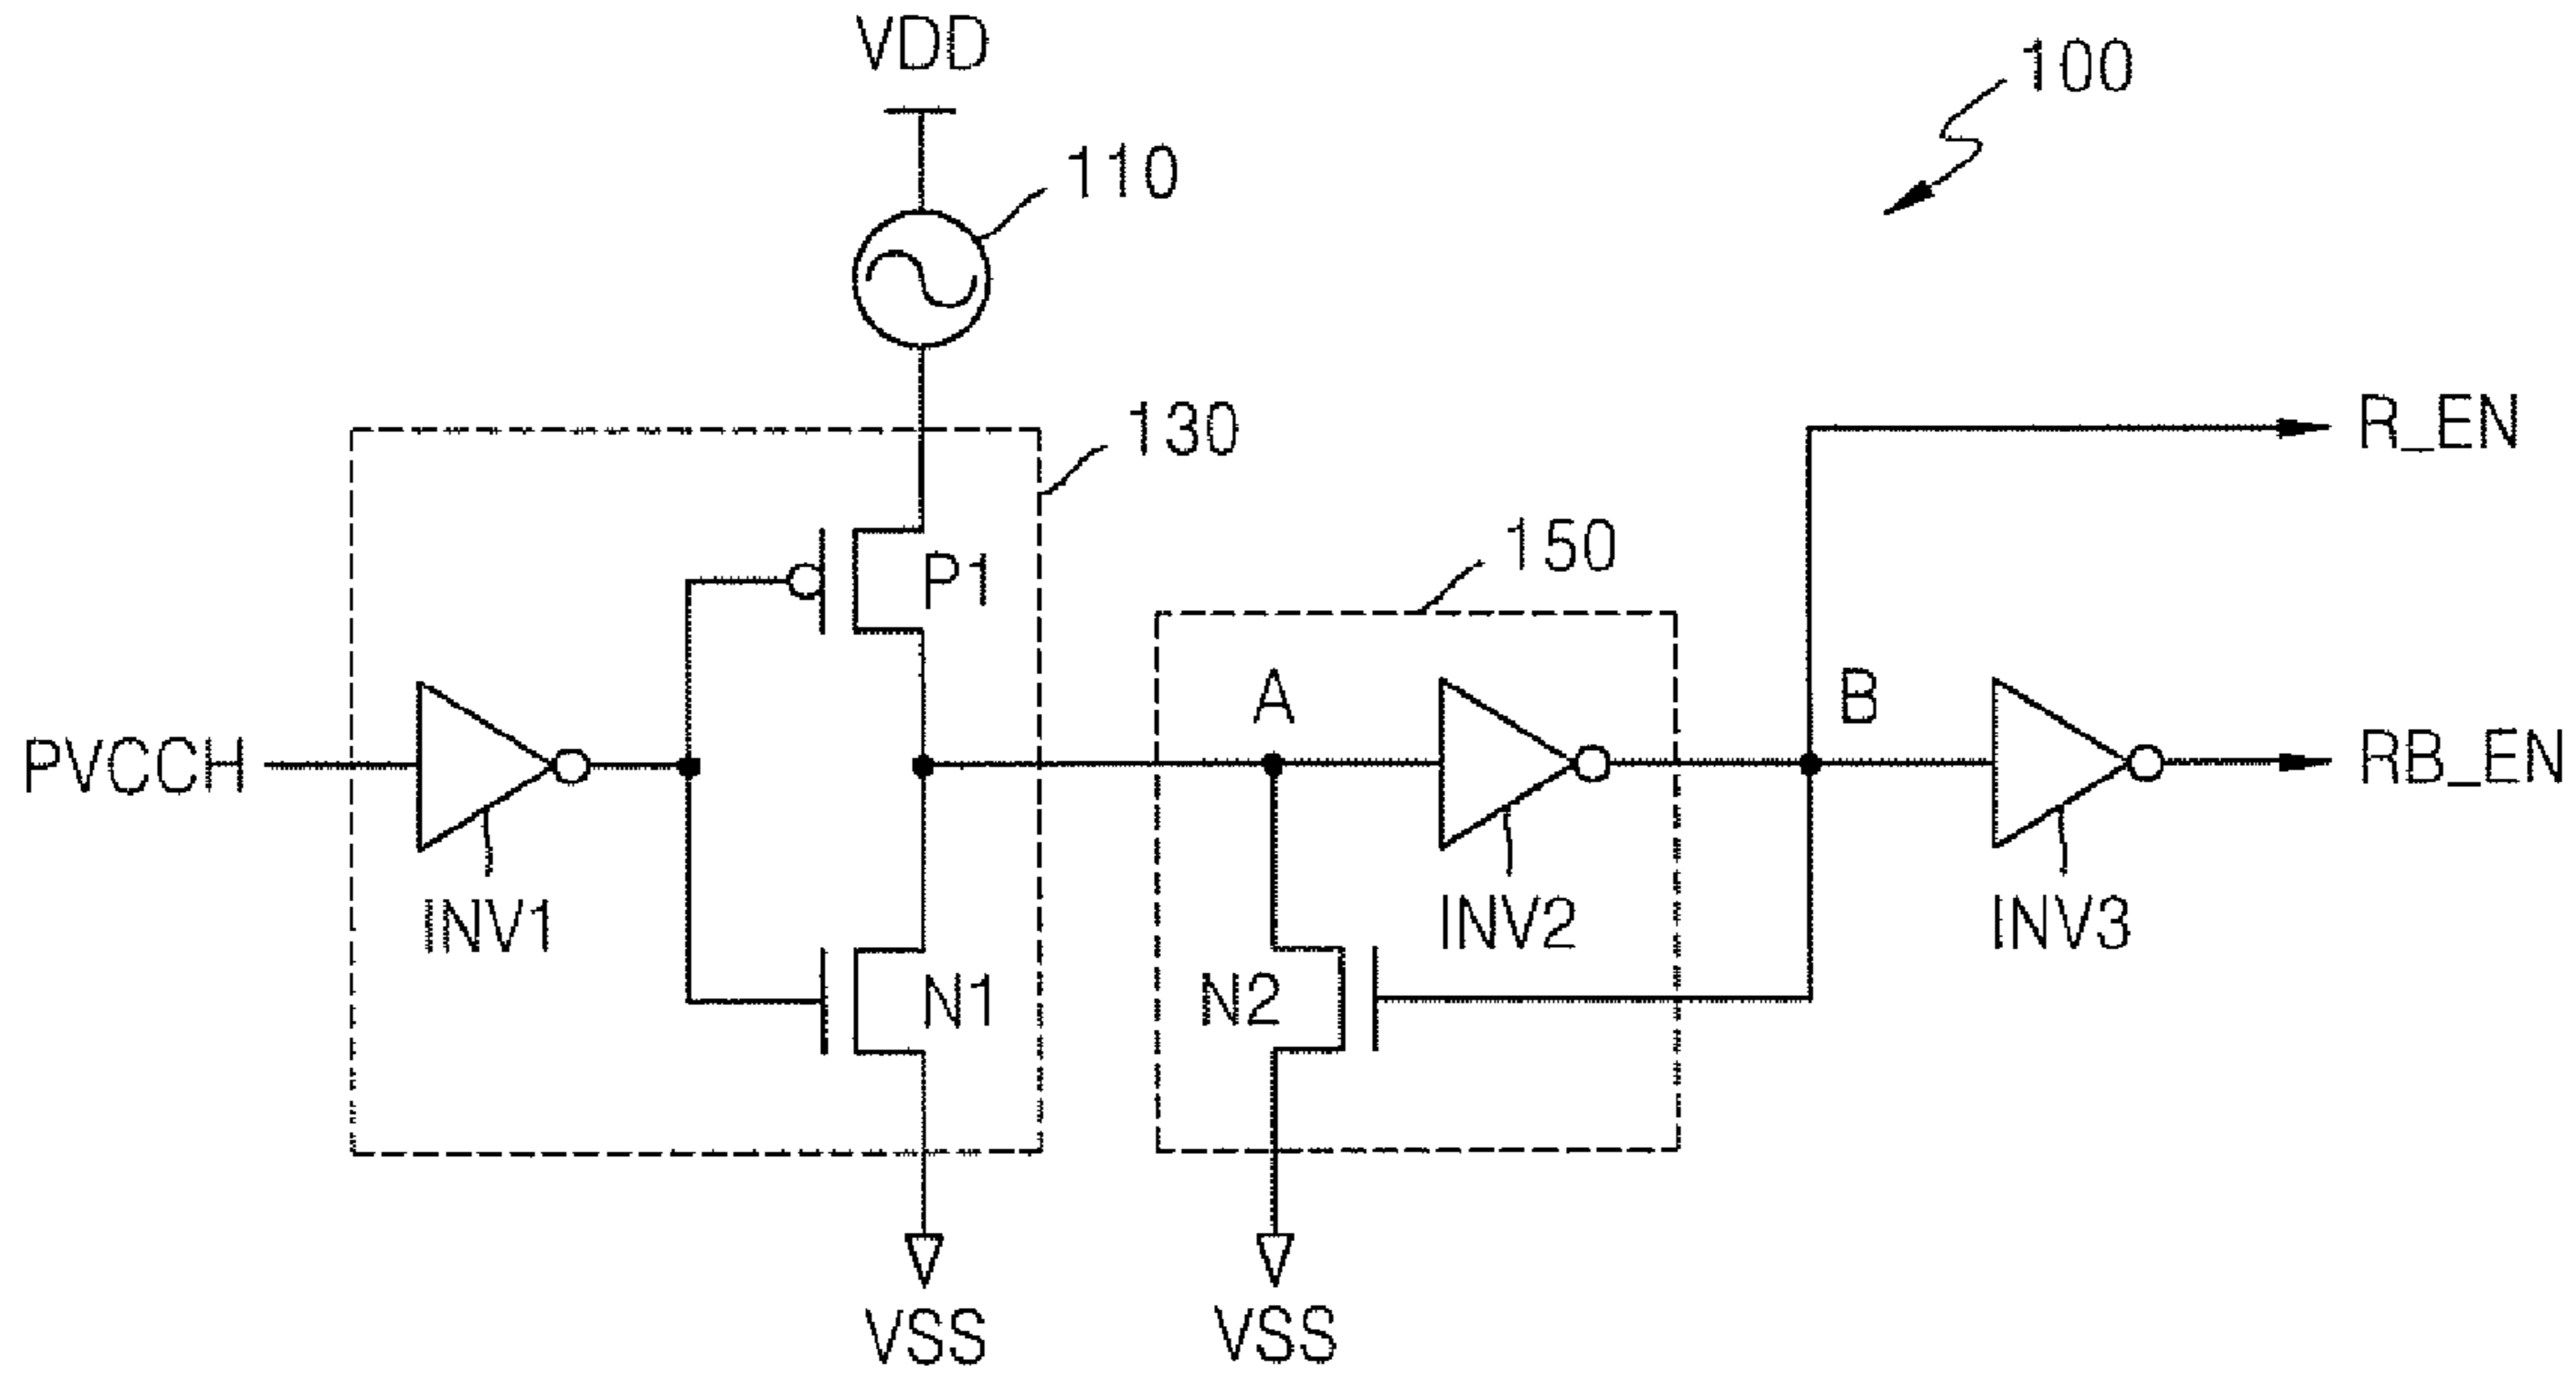 VDD
100
110
130
R_EN
150
P1
A
B
PVCCH
RB_EN
INV1
INV2
INV3
N1
N2
VSS
VSS